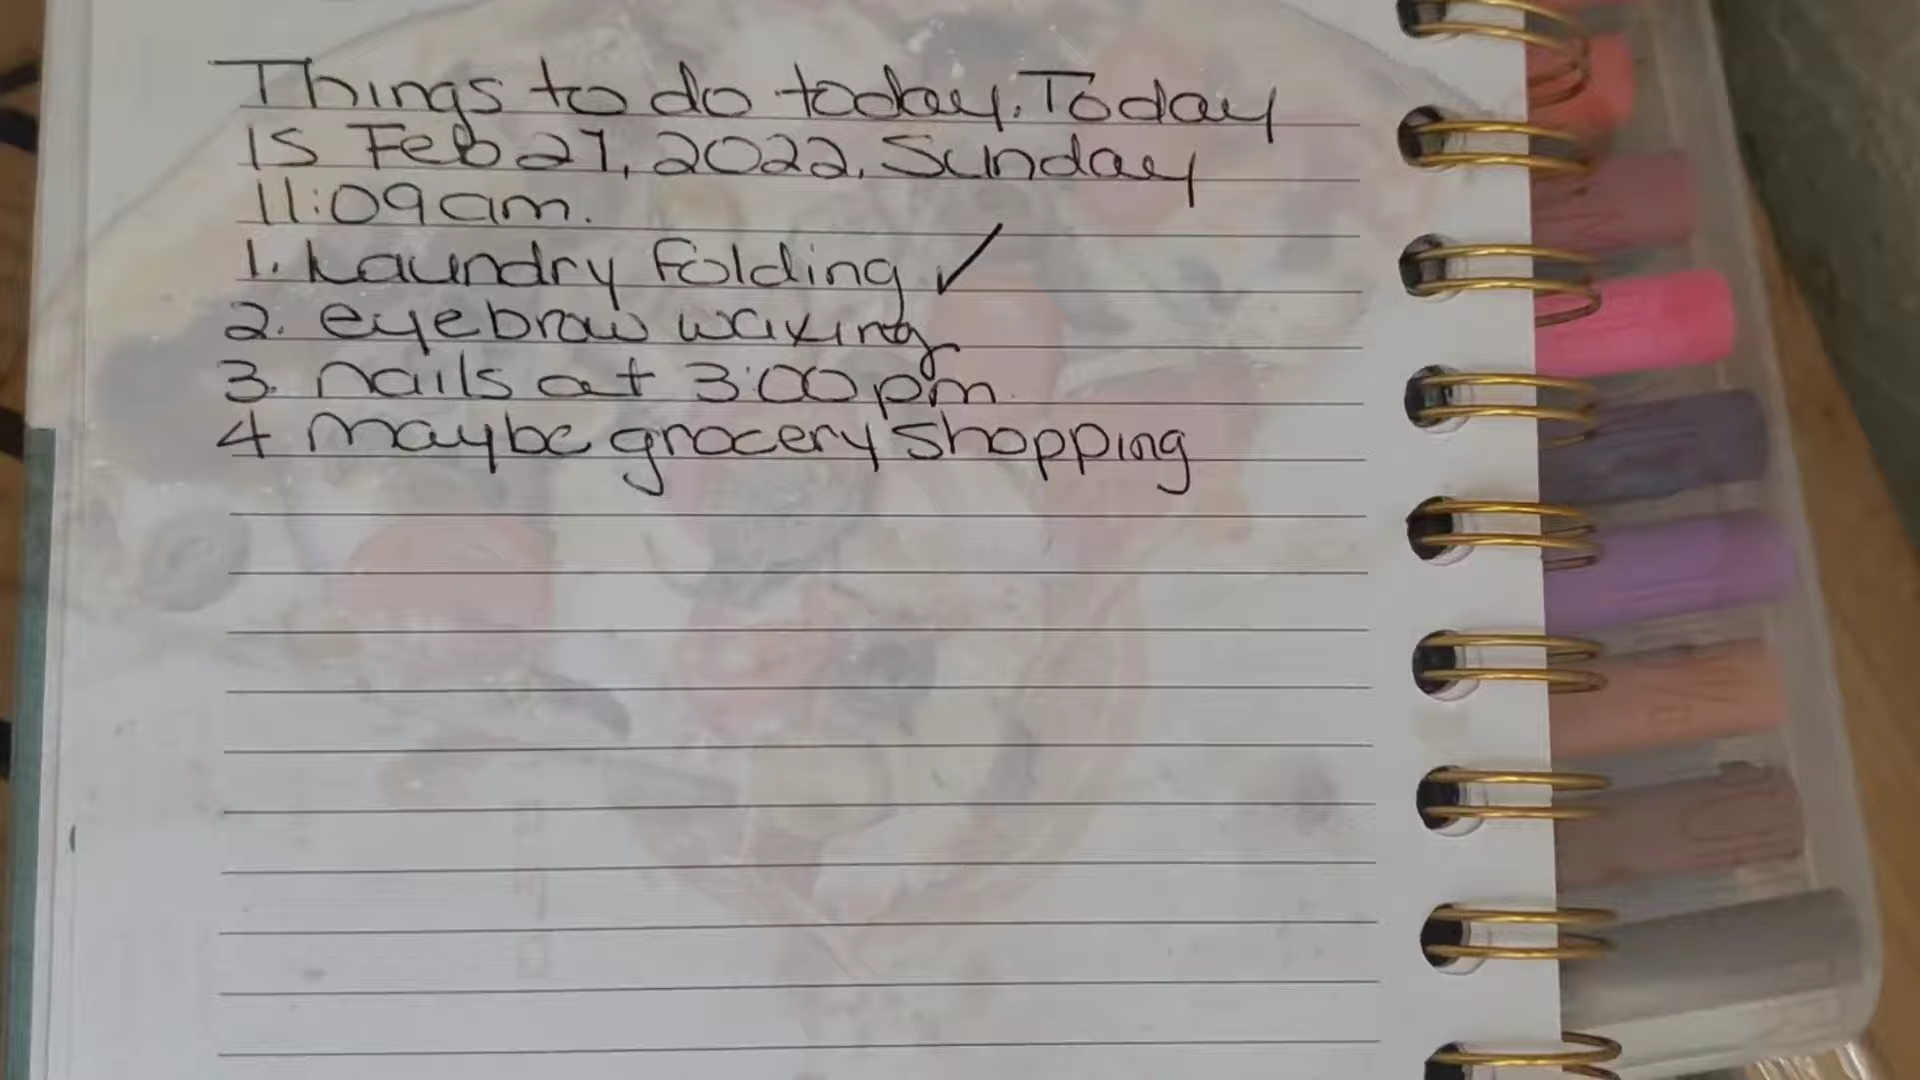 Things to do today. Today
is Feb 27, 2022, Sunday
11:09am.
1. Laundry folding ✓
2. eyebrow waxing
3. nails at 3:00pm.
4 maybe grocery shopping